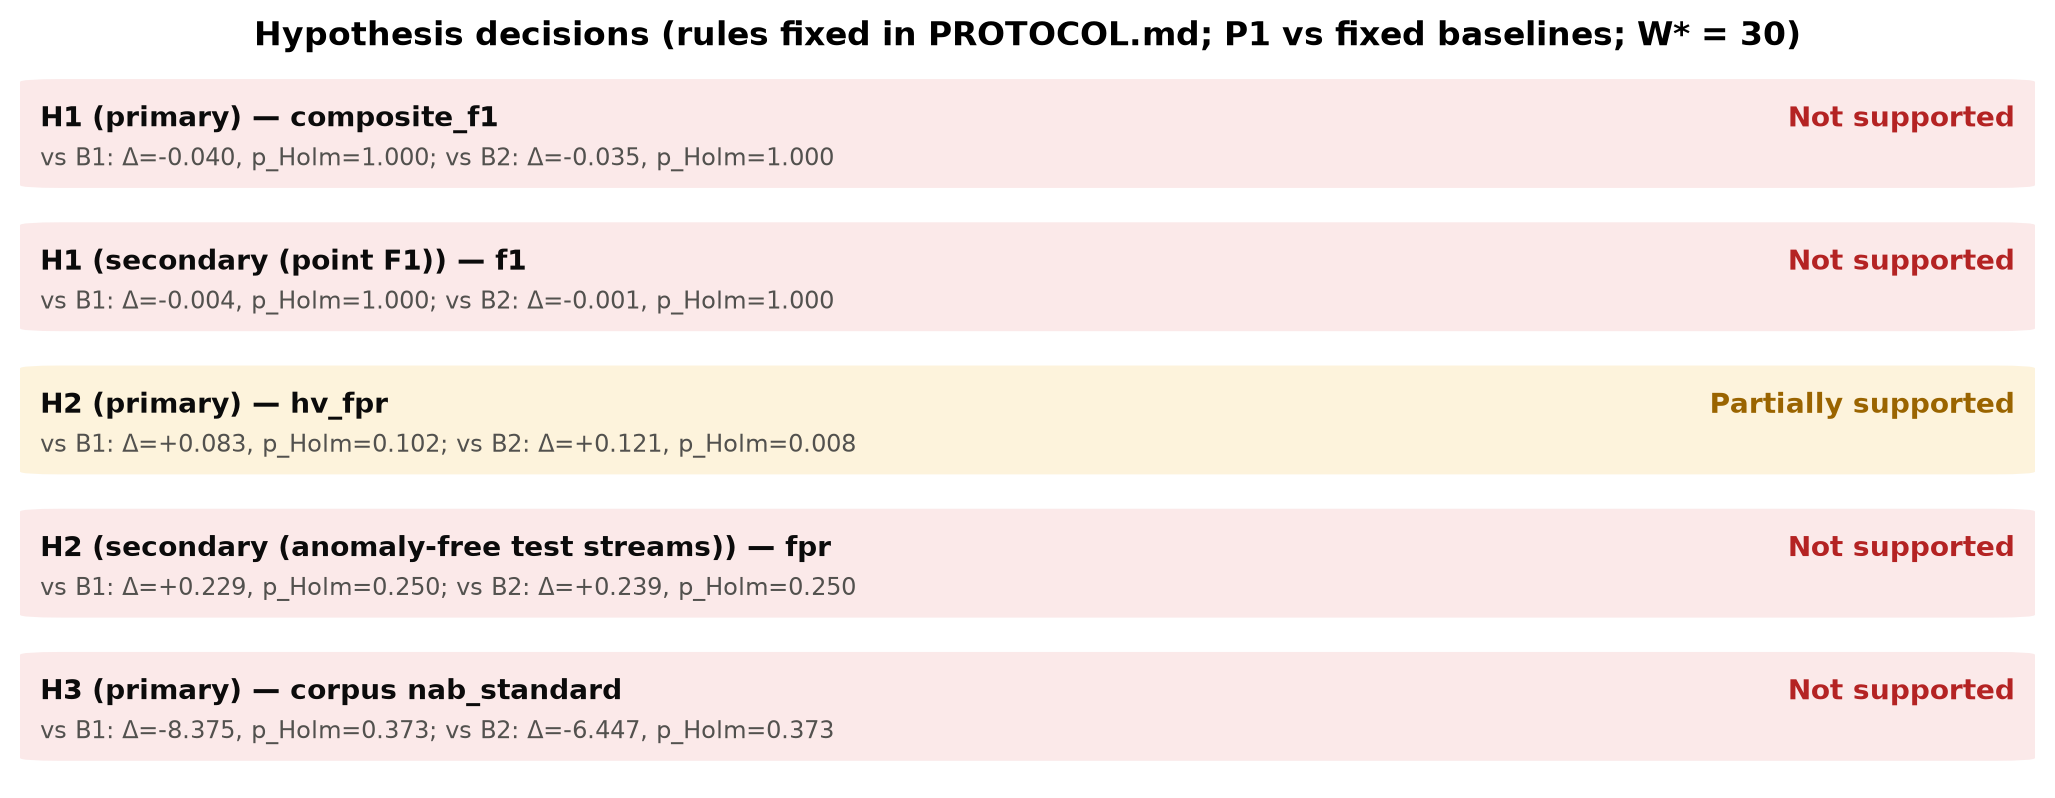 Hypothesis decisions (rules fixed in PROTOCOL.md; P1 vs fixed baselines; W* = 30)
H1 (primary) — composite_f1
Not supported
vs B1: Δ=-0.040, p_Holm=1.000; vs B2: Δ=-0.035, p_Holm=1.000
H1 (secondary (point F1)) — f1
Not supported
vs B1: Δ=-0.004, p_Holm=1.000; vs B2: Δ=-0.001, p_Holm=1.000
H2 (primary) — hv_fpr
Partially supported
vs B1: Δ=+0.083, p_Holm=0.102; vs B2: Δ=+0.121, p_Holm=0.008
H2 (secondary (anomaly-free test streams)) — fpr
Not supported
vs B1: Δ=+0.229, p_Holm=0.250; vs B2: Δ=+0.239, p_Holm=0.250
H3 (primary) — corpus nab_standard
Not supported
vs B1: Δ=-8.375, p_Holm=0.373; vs B2: Δ=-6.447, p_Holm=0.373